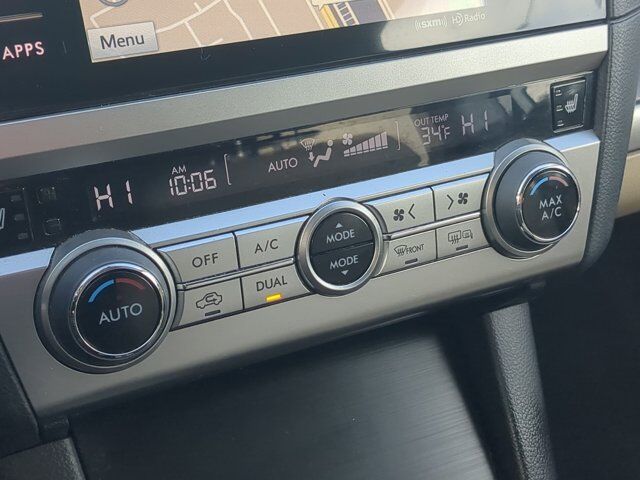 APPS
Menu
((SXM)) HD Radio
HI
AM
10:06
AUTO
OUT TEMP
34°F
HI
OFF
A/C
MODE
MODE
FRONT
MAX
A/C
AUTO
DUAL